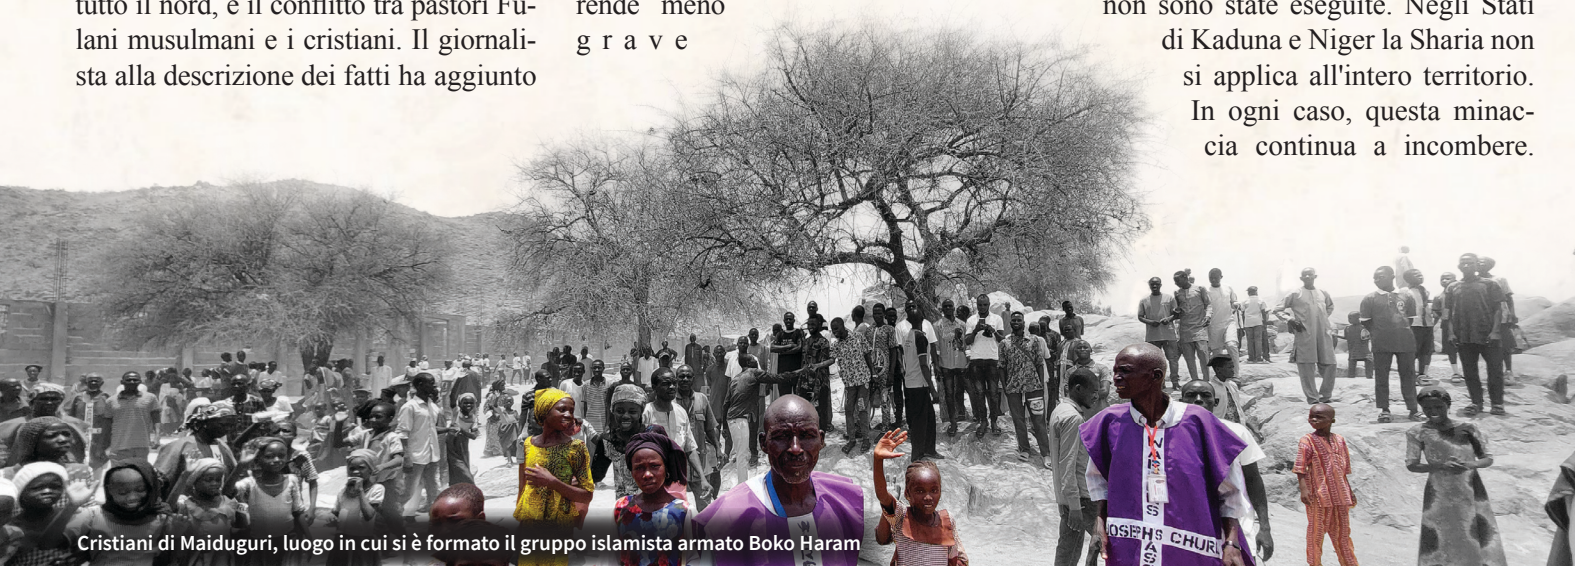 tutto il nord, e il conflitto tra pastori Fu-
lani musulmani e i cristiani. Il giornali-
sta alla descrizione dei fatti ha aggiunto
rende meno
grave
non sono state eseguite. Negli Stati
di Kaduna e Niger la Sharia non
si applica all'intero territorio.
In ogni caso, questa minac-
cia continua a incombere.
JOSEPH'S CHUR
Cristiani di Maiduguri, luogo in cui si è formato il gruppo islamista armato Boko Haram